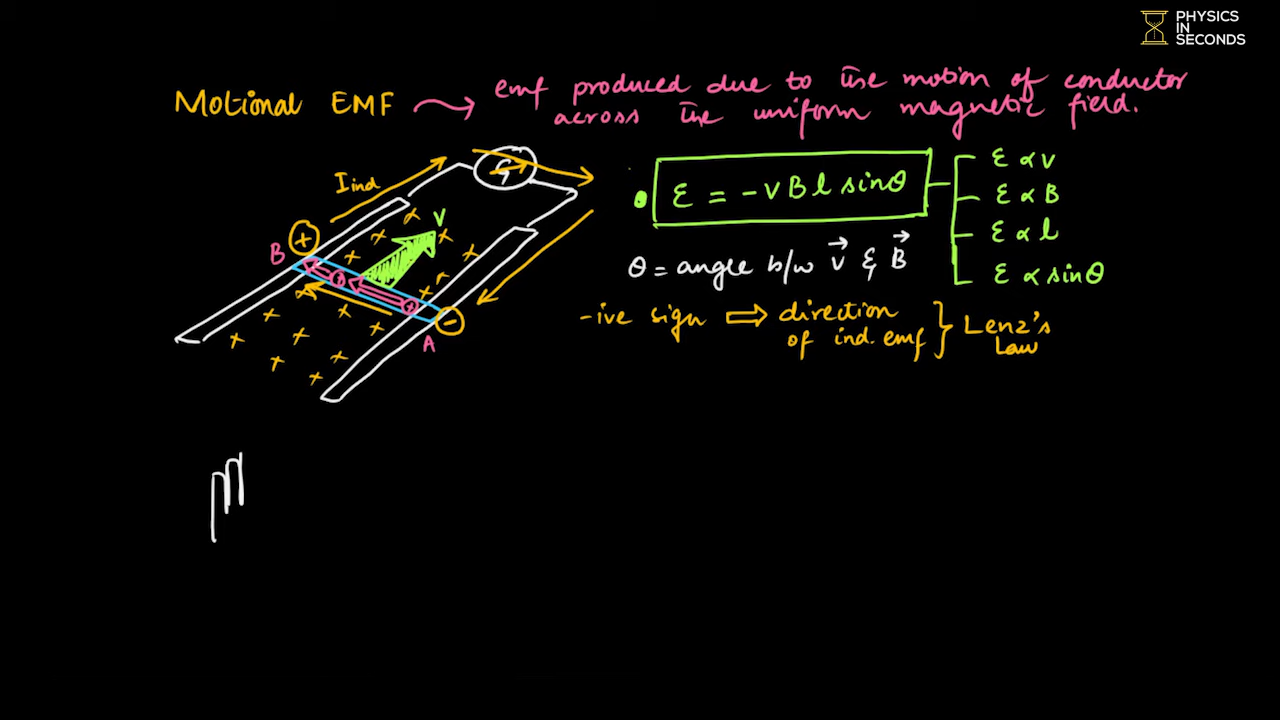 PHYSICS
IN
SECONDS
Motional EMF → emf produced due to the motion of conductor
across the uniform magnetic field.
I ind
G
V
B
+
+
+
−
A
ε = -vBl sinθ
ε ∝ v
ε ∝ B
ε ∝ l
ε ∝ sinθ
θ = angle b/w v⃗ & B⃗
-ive sign ⇨ direction
of ind. emf } Lenz's
Law